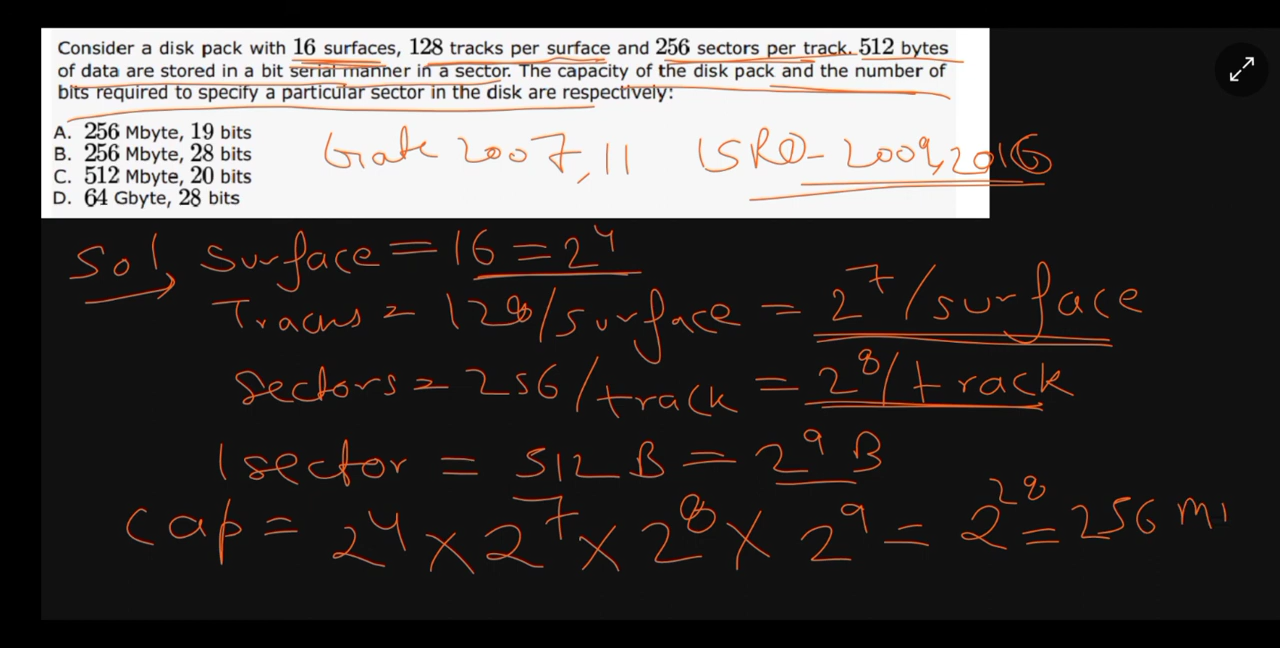 Consider a disk pack with 16 surfaces, 128 tracks per surface and 256 sectors per track. 512 bytes
of data are stored in a bit serial manner in a sector. The capacity of the disk pack and the number of
bits required to specify a particular sector in the disk are respectively:
A. 256 Mbyte, 19 bits
B. 256 Mbyte, 28 bits
C. 512 Mbyte, 20 bits
D. 64 Gbyte, 28 bits
Gate 2007, 11 ISRO- 2009, 2016
Sol, Surface = 16 = 2^4
Tracks = 128/surface = 2^7/surface
Sectors = 256/track = 2^8/track
1 sector = 512 B = 2^9 B
Cap = 2^4 × 2^7 × 2^8 × 2^9 = 2^28 = 256 M